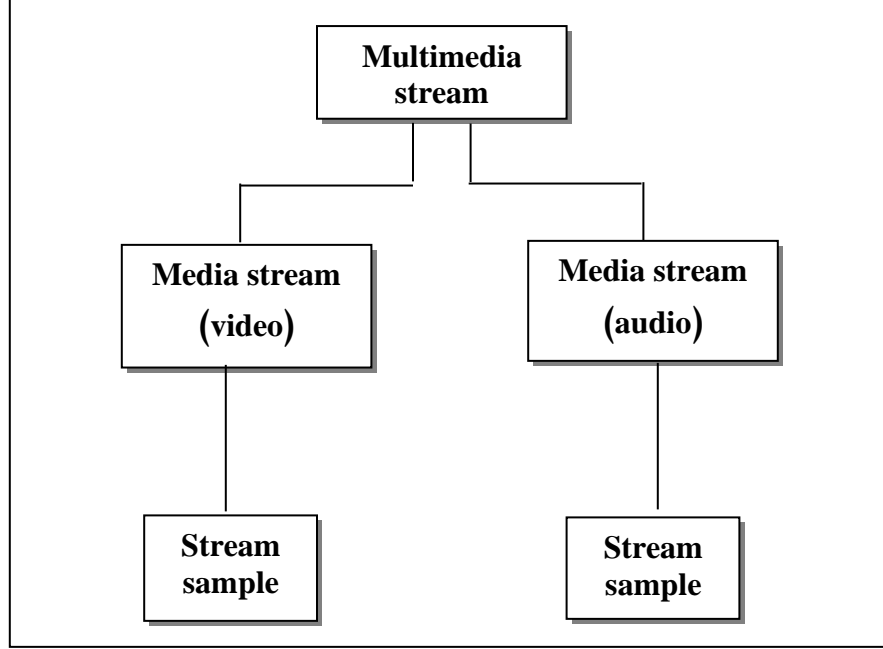 Multimedia
stream
Media stream
(video)
Media stream
(audio)
Stream
sample
Stream
sample